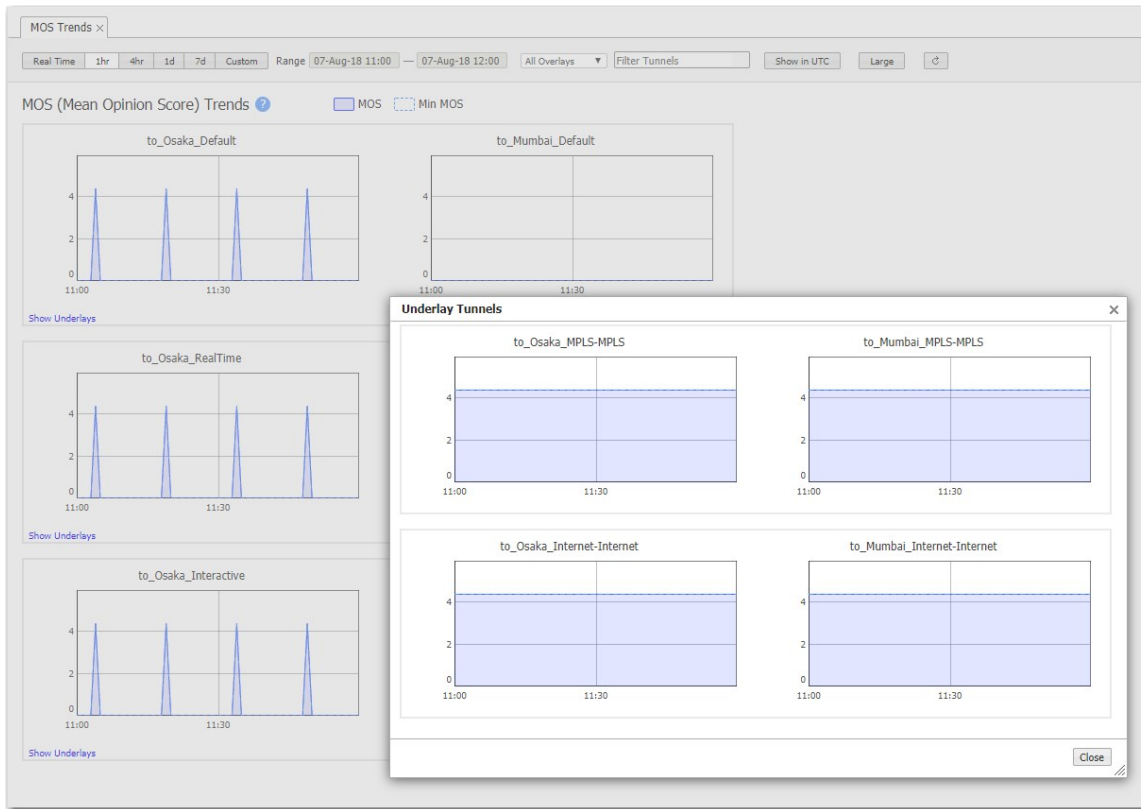 MOS Trends ×
Real Time 1hr 4hr 1d 7d Custom Range 07-Aug-18 11:00 — 07-Aug-18 12:00 All Overlays ▼ Filter Tunnels Show in UTC Large
MOS (Mean Opinion Score) Trends ? MOS Min MOS
to_Osaka_Default to_Mumbai_Default
4 4
2 2
0 0
11:00 11:30 11:00 11:30
Show Underlays
to_Osaka_RealTime
4
2
0
11:00 11:30
Show Underlays
to_Osaka_Interactive
4
2
0
11:00 11:30
Show Underlays
Underlay Tunnels ×
to_Osaka_MPLS-MPLS to_Mumbai_MPLS-MPLS
4 4
2 2
0 0
11:00 11:30 11:00 11:30
to_Osaka_Internet-Internet to_Mumbai_Internet-Internet
4 4
2 2
0 0
11:00 11:30 11:00 11:30
Close